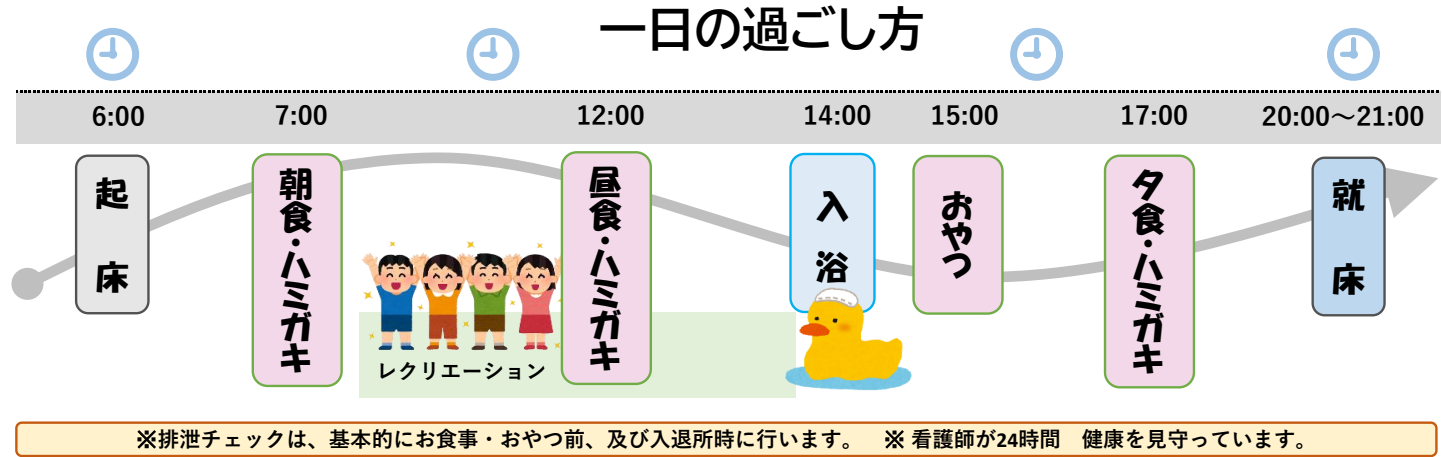 一日の過ごし方
6:00 7:00 12:00 14:00 15:00 17:00 20:00～21:00
起床
朝食・ハミガキ
レクリエーション
昼食・ハミガキ
入浴
おやつ
夕食・ハミガキ
就床
※排泄チェックは、基本的にお食事・おやつ前、及び入退所時に行います。　※ 看護師が24時間　健康を見守っています。